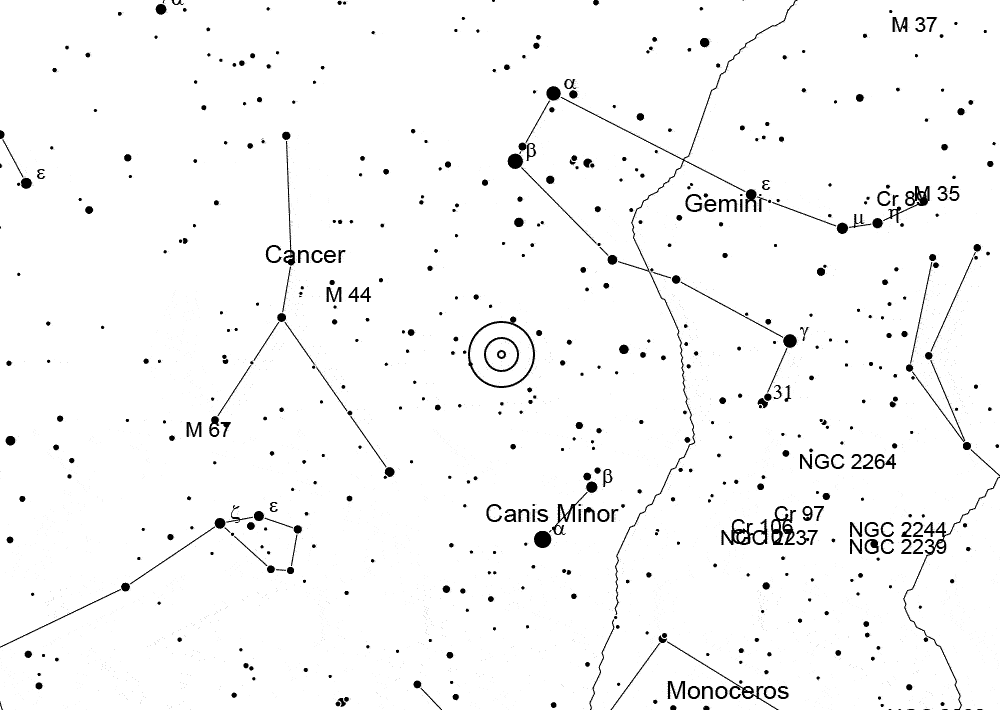 α
M 37
α
β
ε
ε
Cr 89
M 35
Gemini
μ
η
Cancer
M 44
γ
31
M 67
NGC 2264
β
ζ
ε
Canis Minor
α
Cr 97
Cr 106
NGC 2237
NGC 2244
NGC 2239
Monoceros